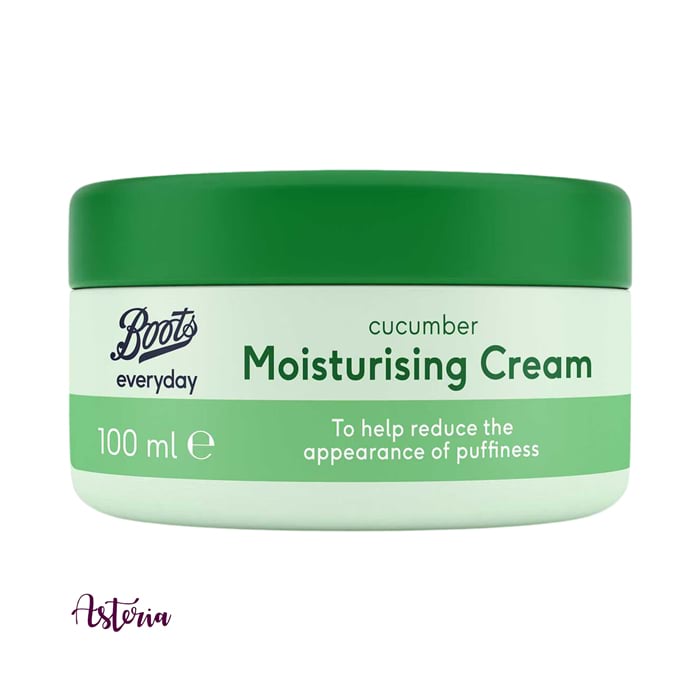 Boots
everyday
cucumber
Moisturising Cream
100 ml ℮
To help reduce the
appearance of puffiness
Asteria